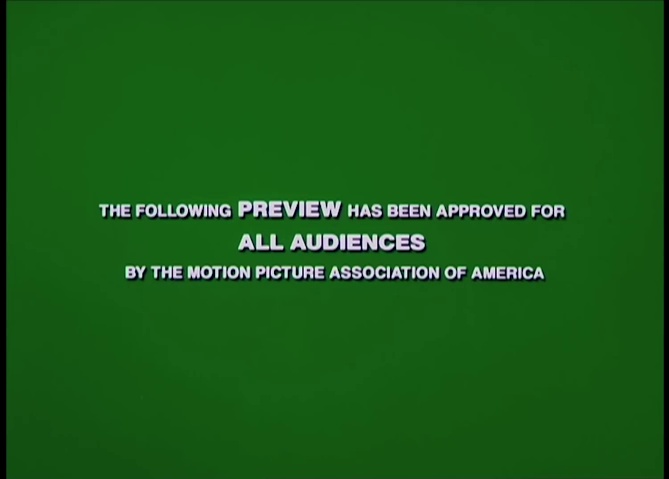 THE FOLLOWING PREVIEW HAS BEEN APPROVED FOR
ALL AUDIENCES
BY THE MOTION PICTURE ASSOCIATION OF AMERICA